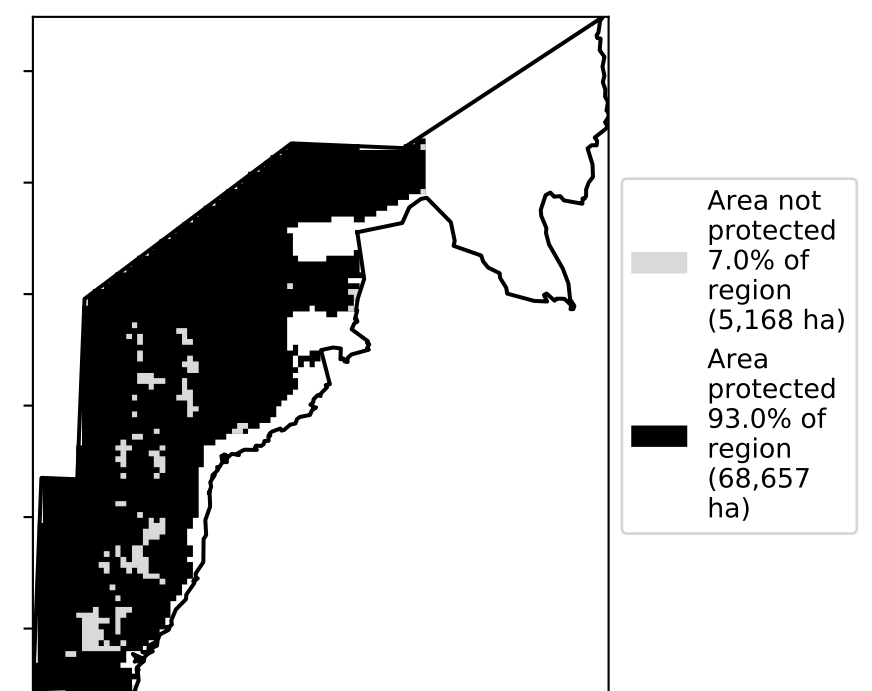 Area not
protected
7.0% of
region
(5,168 ha)
Area
protected
93.0% of
region
(68,657
ha)